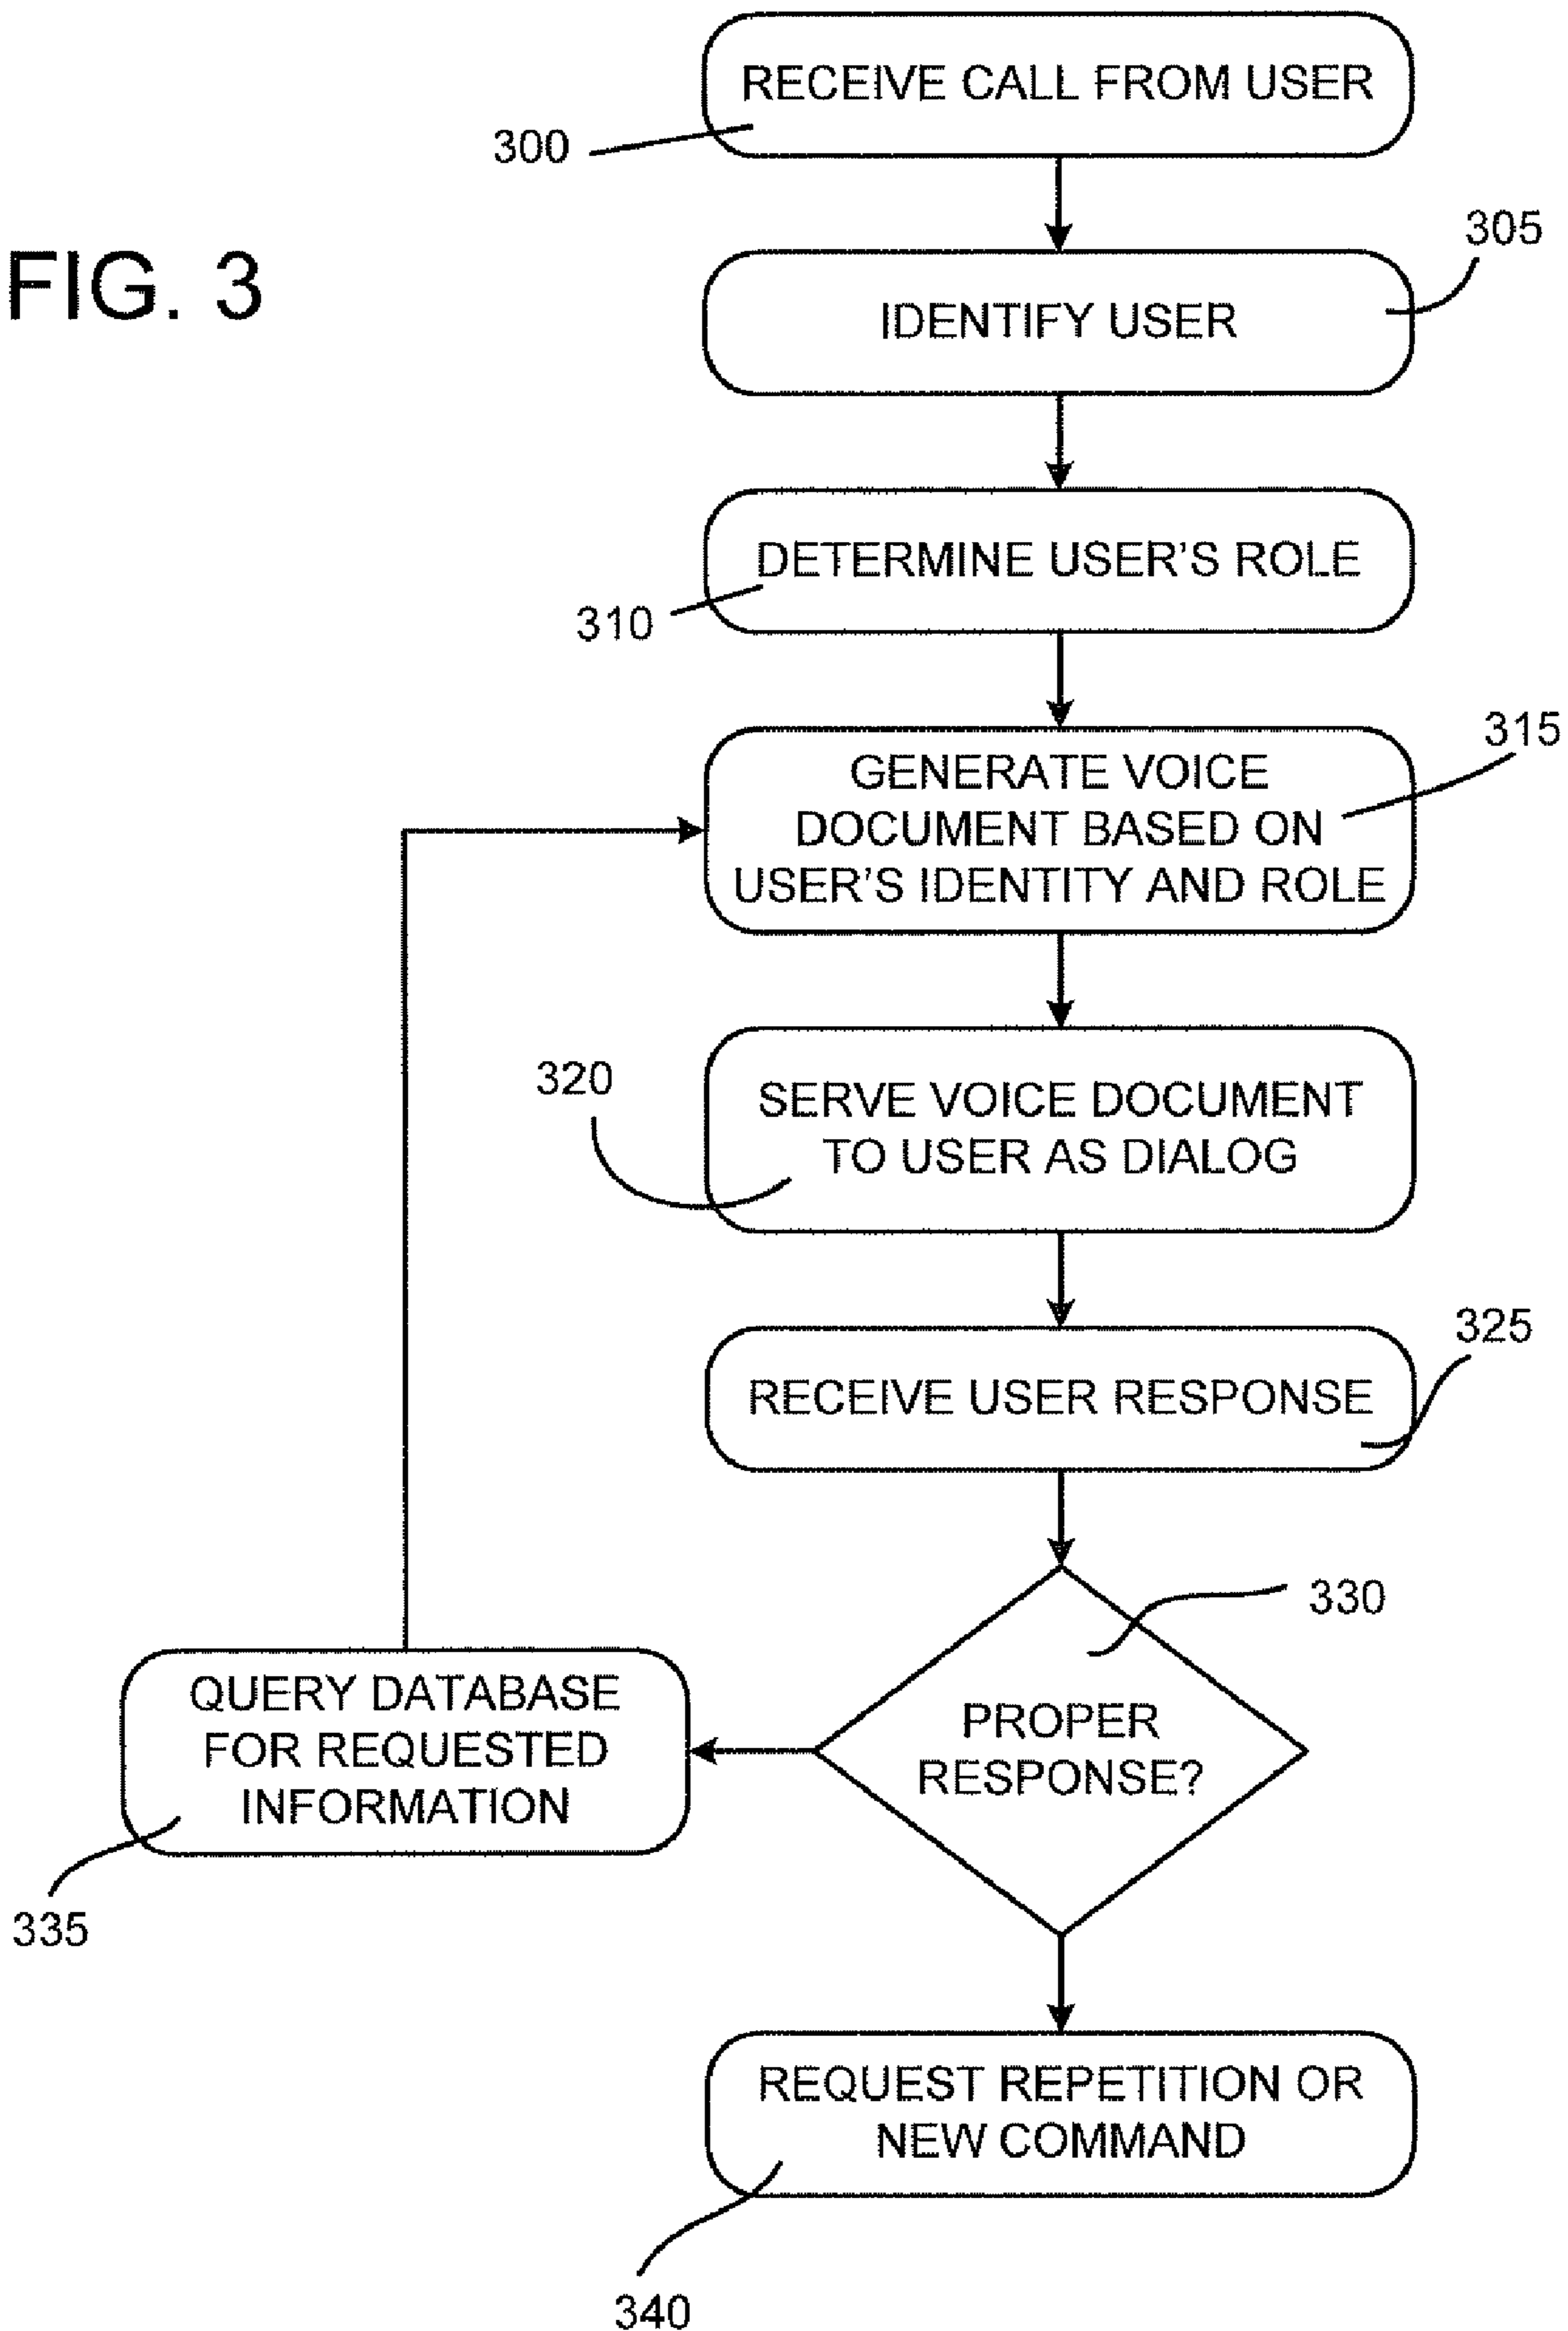 RECEIVE CALL FROM USER
300
FIG. 3
305
IDENTIFY USER
DETERMINE USER'S ROLE
310
315
GENERATE VOICE
DOCUMENT BASED ON
USER'S IDENTITY AND ROLE
320
SERVE VOICE DOCUMENT
TO USER AS DIALOG
325
RECEIVE USER RESPONSE
330
PROPER
RESPONSE?
QUERY DATABASE
FOR REQUESTED
INFORMATION
335
REQUEST REPETITION OR
NEW COMMAND
340